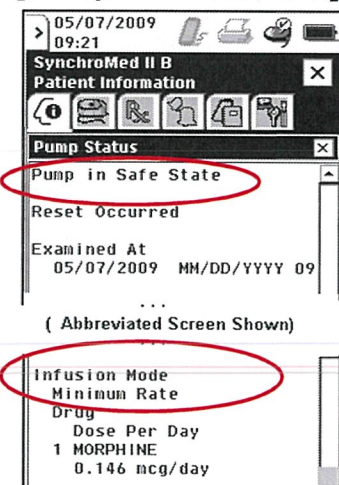 05/07/2009
09:21
SynchroMed II B
Patient Information
Rx
Pump Status
Pump in Safe State
Reset Occurred
Examined At
05/07/2009 MM/DD/YYYY 09
...
( Abbreviated Screen Shown)
...
Infusion Mode
Minimum Rate
Drug
Dose Per Day
1 MORPHINE
0.146 mcg/day